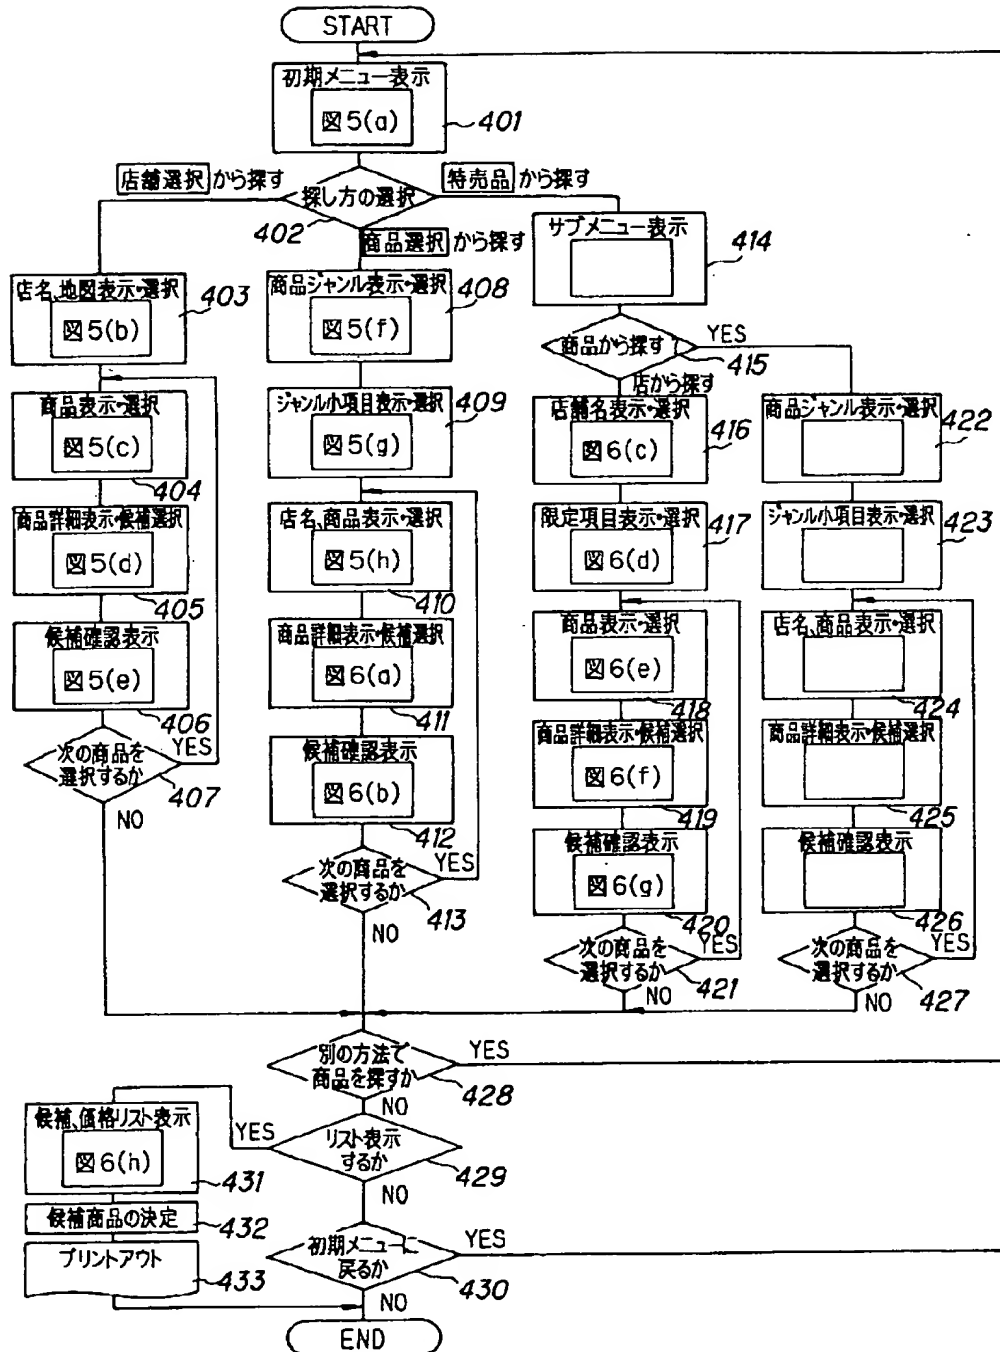 START
初期メニュー表示
図5(a)
401
店舗選択 から探す
探し方の選択
特売品 から探す
402
商品選択 から探す
サブメニュー表示
414
店名、地図表示・選択
403
図5(b)
商品ジャンル表示・選択
408
図5(f)
商品から探す
YES
415
店から探す
商品表示・選択
図5(c)
404
ジャンル小項目表示・選択
409
図5(g)
店舗名表示・選択
416
図6(c)
商品ジャンル表示・選択
422
商品詳細表示・候補選択
図5(d)
405
店名、商品表示・選択
図5(h)
410
限定項目表示・選択
417
図6(d)
ジャンル小項目表示・選択
423
候補確認表示
図5(e)
406
商品詳細表示・候補選択
図6(a)
411
商品表示・選択
図6(e)
418
店名、商品表示・選択
424
次の商品を
選択するか
YES
407
NO
候補確認表示
図6(b)
412
商品詳細表示・候補選択
図6(f)
419
商品詳細表示・候補選択
425
次の商品を
選択するか
YES
413
NO
候補確認表示
図6(g)
420
候補確認表示
426
次の商品を
選択するか
YES
421
NO
次の商品を
選択するか
YES
427
NO
別の方法で
商品を探すか
YES
428
NO
リスト表示
するか
YES
429
NO
候補、価格リスト表示
図6(h)
431
候補商品の決定
432
プリントアウト
433
初期メニューに
戻るか
YES
430
NO
END